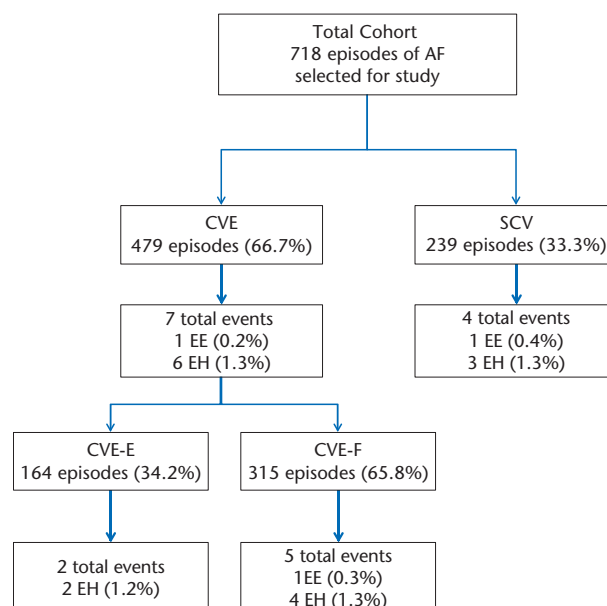 Total Cohort
718 episodes of AF
selected for study
CVE
479 episodes (66.7%)
SCV
239 episodes (33.3%)
7 total events
1 EE (0.2%)
6 EH (1.3%)
4 total events
1 EE (0.4%)
3 EH (1.3%)
CVE-E
164 episodes (34.2%)
CVE-F
315 episodes (65.8%)
2 total events
2 EH (1.2%)
5 total events
1EE (0.3%)
4 EH (1.3%)